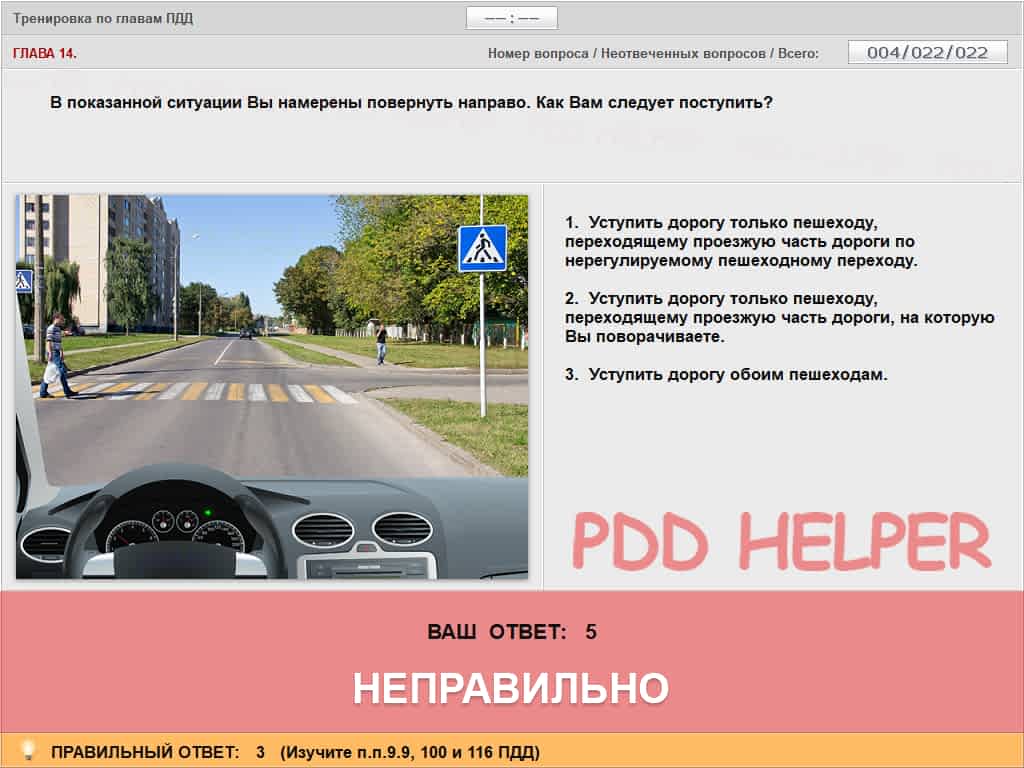 Тренировка по главам ПДД
–– : ––
ГЛАВА 14.
Номер вопроса / Неотвеченных вопросов / Всего:
004/022/022
В показанной ситуации Вы намерены повернуть направо. Как Вам следует поступить?
1. Уступить дорогу только пешеходу,
переходящему проезжую часть дороги по
нерегулируемому пешеходному переходу.
2. Уступить дорогу только пешеходу,
переходящему проезжую часть дороги, на которую
Вы поворачиваете.
3. Уступить дорогу обоим пешеходам.
PDD HELPER
ВАШ ОТВЕТ: 5
НЕПРАВИЛЬНО
ПРАВИЛЬНЫЙ ОТВЕТ: 3 (Изучите п.п.9.9, 100 и 116 ПДД)